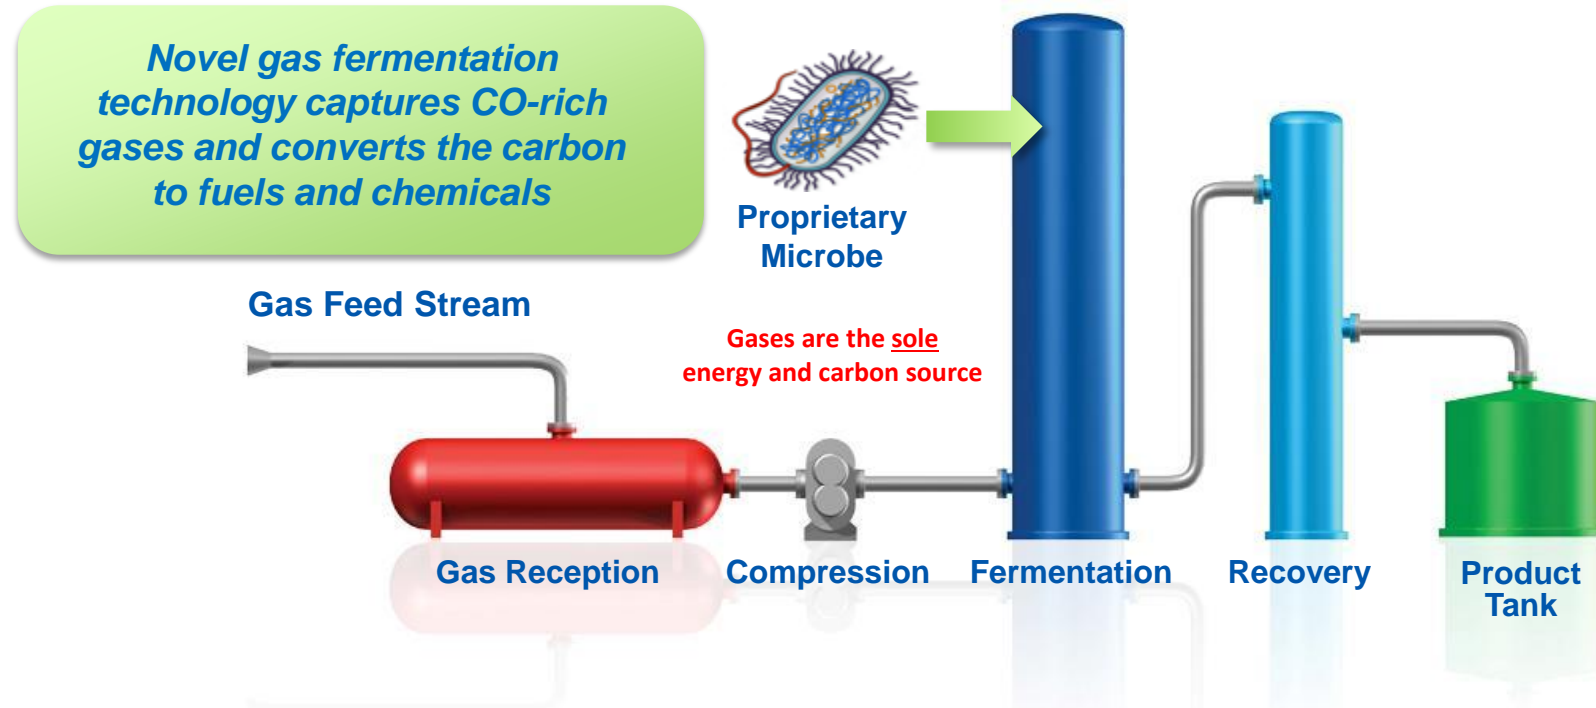 Novel gas fermentation
technology captures CO-rich
gases and converts the carbon
to fuels and chemicals
Proprietary
Microbe
Gas Feed Stream
Gases are the sole
energy and carbon source
Gas Reception
Compression
Fermentation
Recovery
Product
Tank